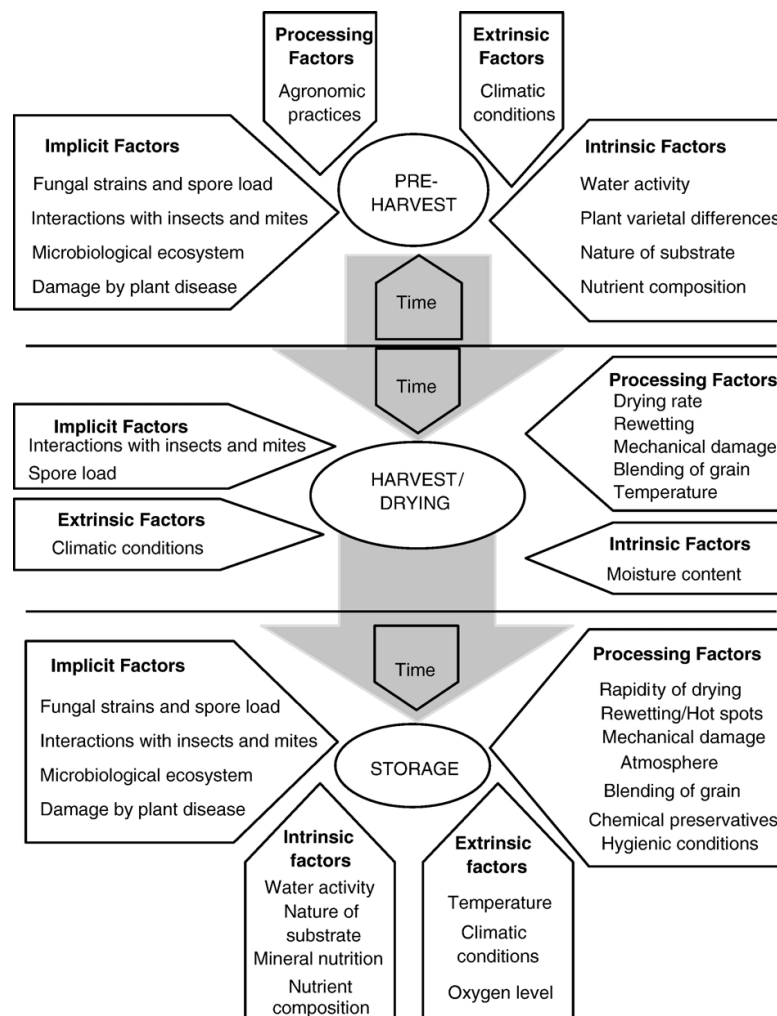 Processing
Factors
Agronomic
practices
Extrinsic
Factors
Climatic
conditions
Implicit Factors
Fungal strains and spore load
Interactions with insects and mites
Microbiological ecosystem
Damage by plant disease
PRE-
HARVEST
Intrinsic Factors
Water activity
Plant varietal differences
Nature of substrate
Nutrient composition
Time
Time
Implicit Factors
Interactions with insects and mites
Spore load
Extrinsic Factors
Climatic conditions
HARVEST/
DRYING
Processing Factors
Drying rate
Rewetting
Mechanical damage
Blending of grain
Temperature
Intrinsic Factors
Moisture content
Time
Implicit Factors
Fungal strains and spore load
Interactions with insects and mites
Microbiological ecosystem
Damage by plant disease
STORAGE
Processing Factors
Rapidity of drying
Rewetting/Hot spots
Mechanical damage
Atmosphere
Blending of grain
Chemical preservatives
Hygienic conditions
Intrinsic
factors
Water activity
Nature of
substrate
Mineral nutrition
Nutrient
composition
Extrinsic
factors
Temperature
Climatic
conditions
Oxygen level